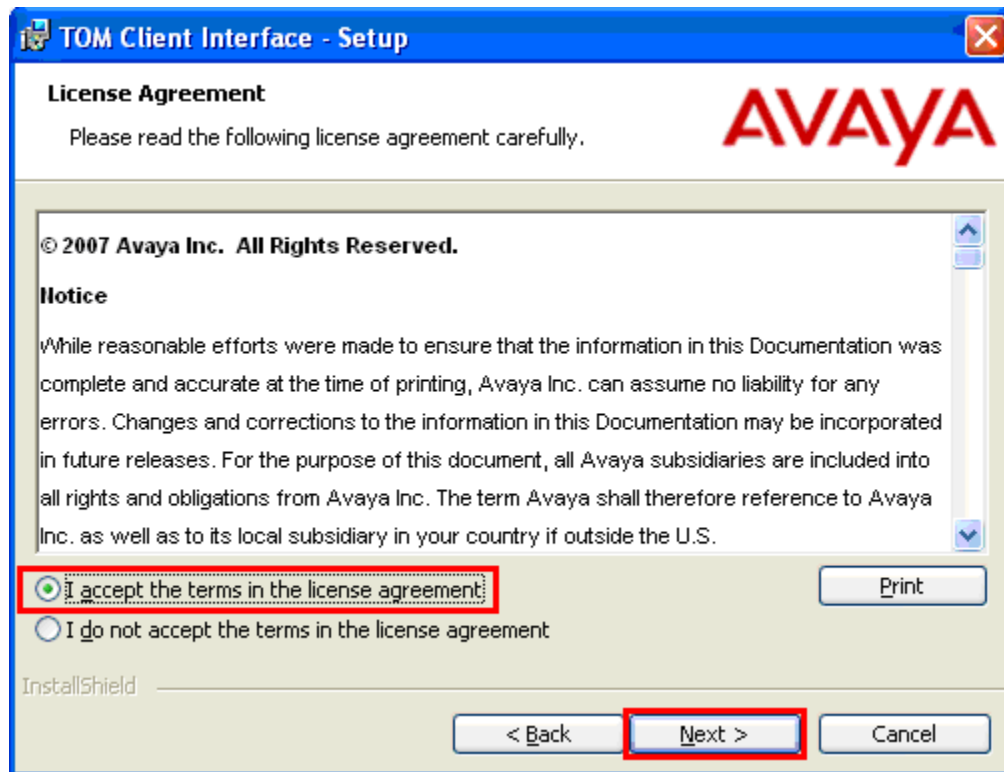 TOM Client Interface - Setup
License Agreement
Please read the following license agreement carefully.
AVAYA
© 2007 Avaya Inc.  All Rights Reserved.
Notice
While reasonable efforts were made to ensure that the information in this Documentation was
complete and accurate at the time of printing, Avaya Inc. can assume no liability for any
errors. Changes and corrections to the information in this Documentation may be incorporated
in future releases. For the purpose of this document, all Avaya subsidiaries are included into
all rights and obligations from Avaya Inc. The term Avaya shall therefore reference to Avaya
Inc. as well as to its local subsidiary in your country if outside the U.S.
I accept the terms in the license agreement
Print
I do not accept the terms in the license agreement
InstallShield
< Back
Next >
Cancel